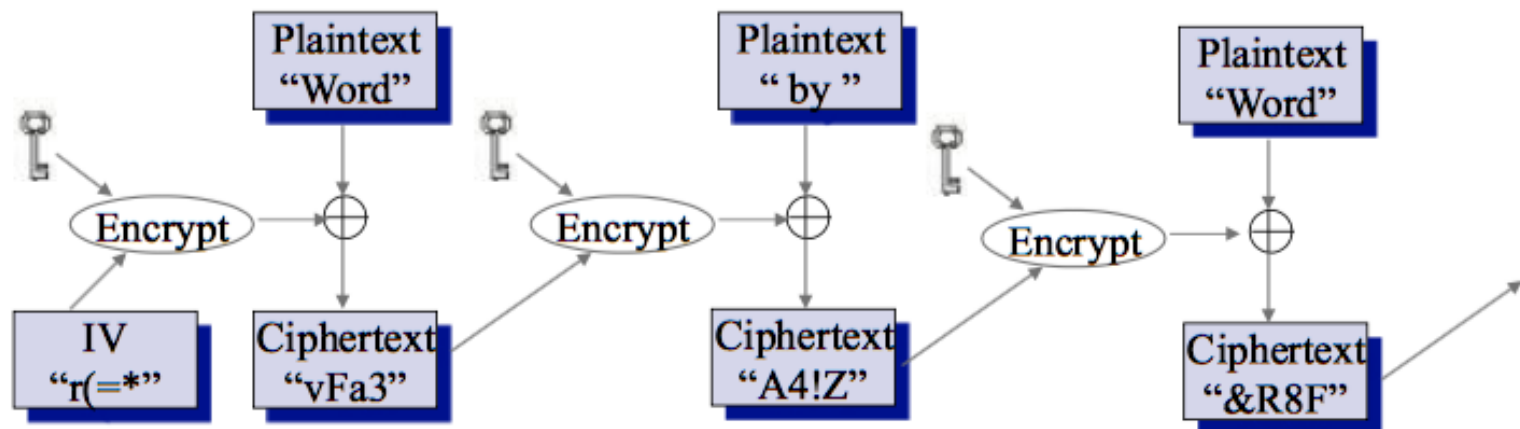 Plaintext
“Word”
Encrypt
IV
“r(=*”
Ciphertext
“vFa3”
Plaintext
“ by ”
Encrypt
Ciphertext
“A4!Z”
Plaintext
“Word”
Encrypt
Ciphertext
“&R8F”